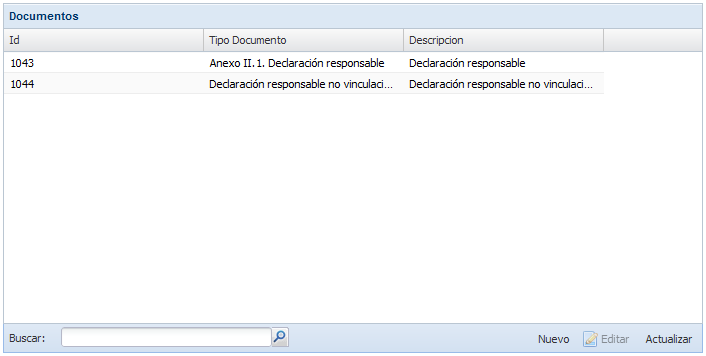 Documentos
Id Tipo Documento Descripcion
1043 Anexo II.1. Declaración responsable Declaración responsable
1044 Declaración responsable no vinculaci... Declaración responsable no vinculaci...
Buscar: Nuevo Editar Actualizar